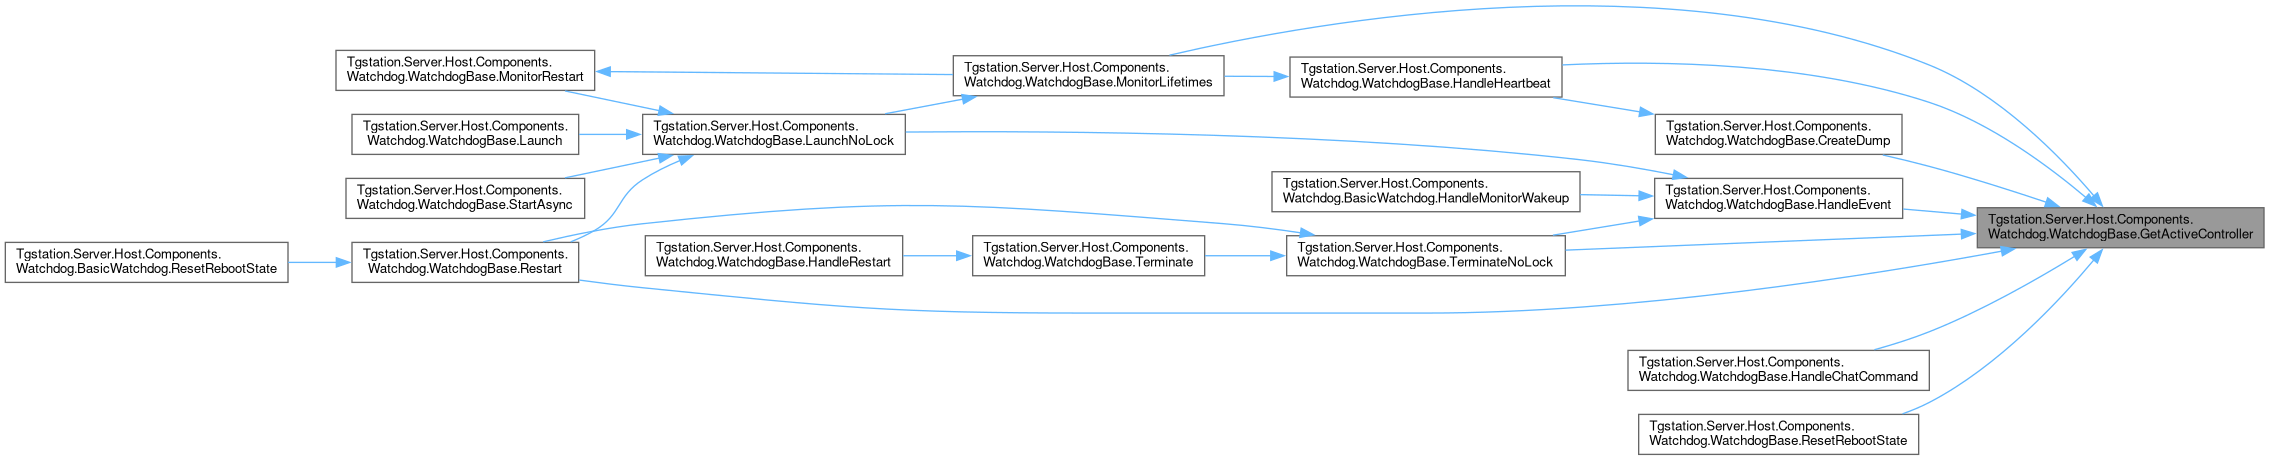 Tgstation.Server.Host.Components.
Watchdog.WatchdogBase.MonitorRestart
Tgstation.Server.Host.Components.
Watchdog.WatchdogBase.MonitorLifetimes
Tgstation.Server.Host.Components.
Watchdog.WatchdogBase.HandleHeartbeat
Tgstation.Server.Host.Components.
Watchdog.WatchdogBase.Launch
Tgstation.Server.Host.Components.
Watchdog.WatchdogBase.LaunchNoLock
Tgstation.Server.Host.Components.
Watchdog.WatchdogBase.CreateDump
Tgstation.Server.Host.Components.
Watchdog.WatchdogBase.StartAsync
Tgstation.Server.Host.Components.
Watchdog.BasicWatchdog.HandleMonitorWakeup
Tgstation.Server.Host.Components.
Watchdog.WatchdogBase.HandleEvent
Tgstation.Server.Host.Components.
Watchdog.WatchdogBase.GetActiveController
Tgstation.Server.Host.Components.
Watchdog.BasicWatchdog.ResetRebootState
Tgstation.Server.Host.Components.
Watchdog.WatchdogBase.Restart
Tgstation.Server.Host.Components.
Watchdog.WatchdogBase.HandleRestart
Tgstation.Server.Host.Components.
Watchdog.WatchdogBase.Terminate
Tgstation.Server.Host.Components.
Watchdog.WatchdogBase.TerminateNoLock
Tgstation.Server.Host.Components.
Watchdog.WatchdogBase.HandleChatCommand
Tgstation.Server.Host.Components.
Watchdog.WatchdogBase.ResetRebootState